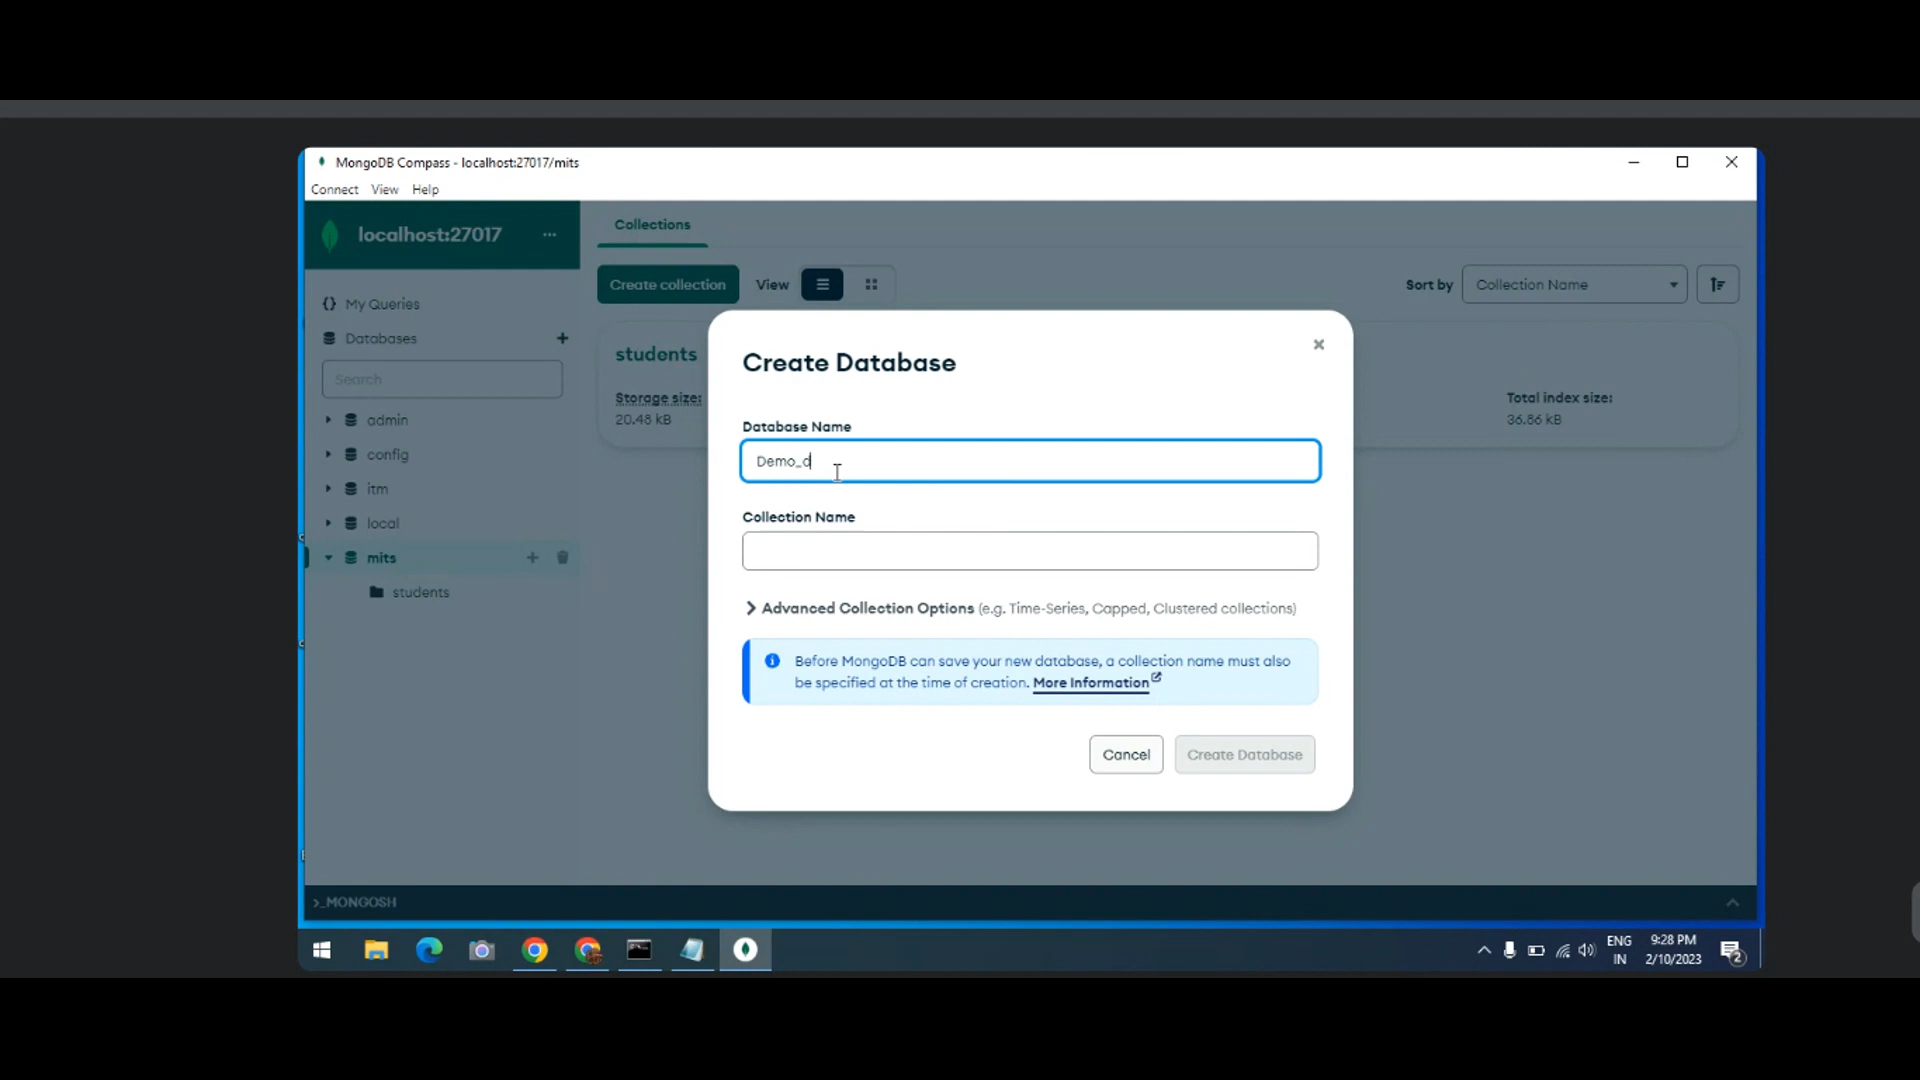 MongoDB Compass - localhost:27017/mits
Connect View Help
localhost:27017 ...
Collections
Create collection View
Sort by Collection Name
{} My Queries
Databases +
Search
admin
config
itm
local
mits +
students
students
Storage size:
20.48 kB
Total index size:
36.86 kB
Create Database
Database Name
Demo_d
Collection Name
Advanced Collection Options (e.g. Time-Series, Capped, Clustered collections)
Before MongoDB can save your new database, a collection name must also
be specified at the time of creation. More Information
Cancel Create Database
>_MONGOSH
ENG
IN
9:28 PM
2/10/2023
2